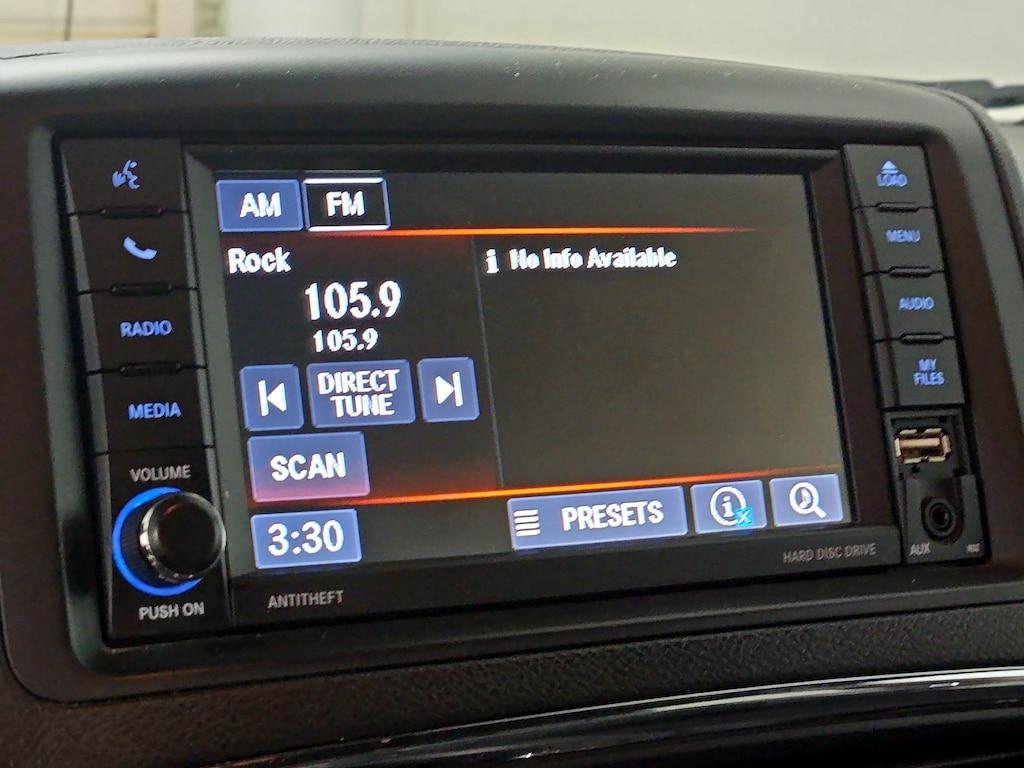 AM
FM
Rock
105.9
105.9
DIRECT
TUNE
SCAN
3:30
i No Info Available
PRESETS
i
RADIO
MEDIA
VOLUME
PUSH ON
ANTITHEFT
HARD DISC DRIVE
LOAD
MENU
AUDIO
MY
FILES
AUX